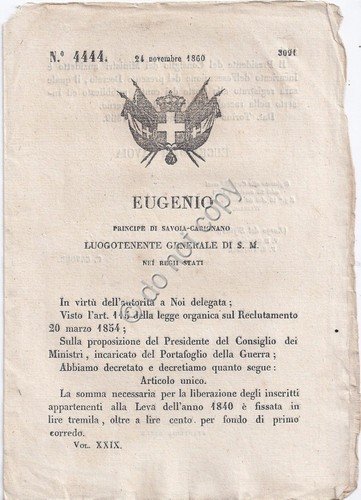 N.° 4444.
24 novembre 1860
3091
EUGENIO
PRINCIPE DI SAVOIA-CARIGNANO
LUOGOTENENTE GENERALE DI S. M.
NEI REGII STATI
In virtù dell'autorità a Noi delegata;
Visto l'art. 145 della legge organica sul Reclutamento
20 marzo 1854;
Sulla proposizione del Presidente del Consiglio dei
Ministri, incaricato del Portafoglio della Guerra;
Abbiamo decretato e decretiamo quanto segue:
Articolo unico.
La somma necessaria per la liberazione degli inscritti
appartenenti alla Leva dell'anno 1840 è fissata in
lire tremila, oltre a lire cento per fondo di primo
corredo.
VOL. XXIX.
do not copy